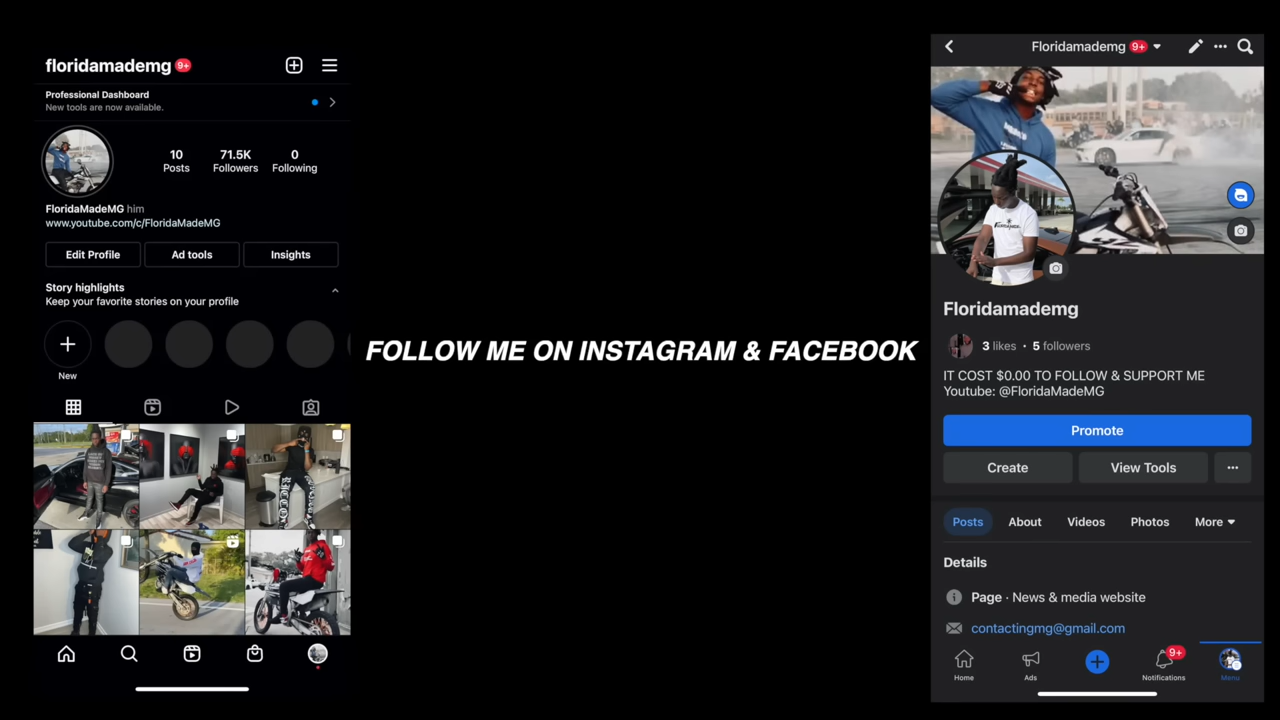 floridamademg 9+
Professional Dashboard
New tools are now available.
10 71.5K 0
Posts Followers Following
FloridaMadeMG him
www.youtube.com/c/FloridaMadeMG
Edit Profile Ad tools Insights
Story highlights
Keep your favorite stories on your profile
New
FOLLOW ME ON INSTAGRAM & FACEBOOK
Floridamademg 9+
Floridamademg
3 likes • 5 followers
IT COST $0.00 TO FOLLOW & SUPPORT ME
Youtube: @FloridaMadeMG
Promote
Create View Tools
Posts About Videos Photos More
Details
Page · News & media website
contactingmg@gmail.com
9+
Home Ads Notifications Menu